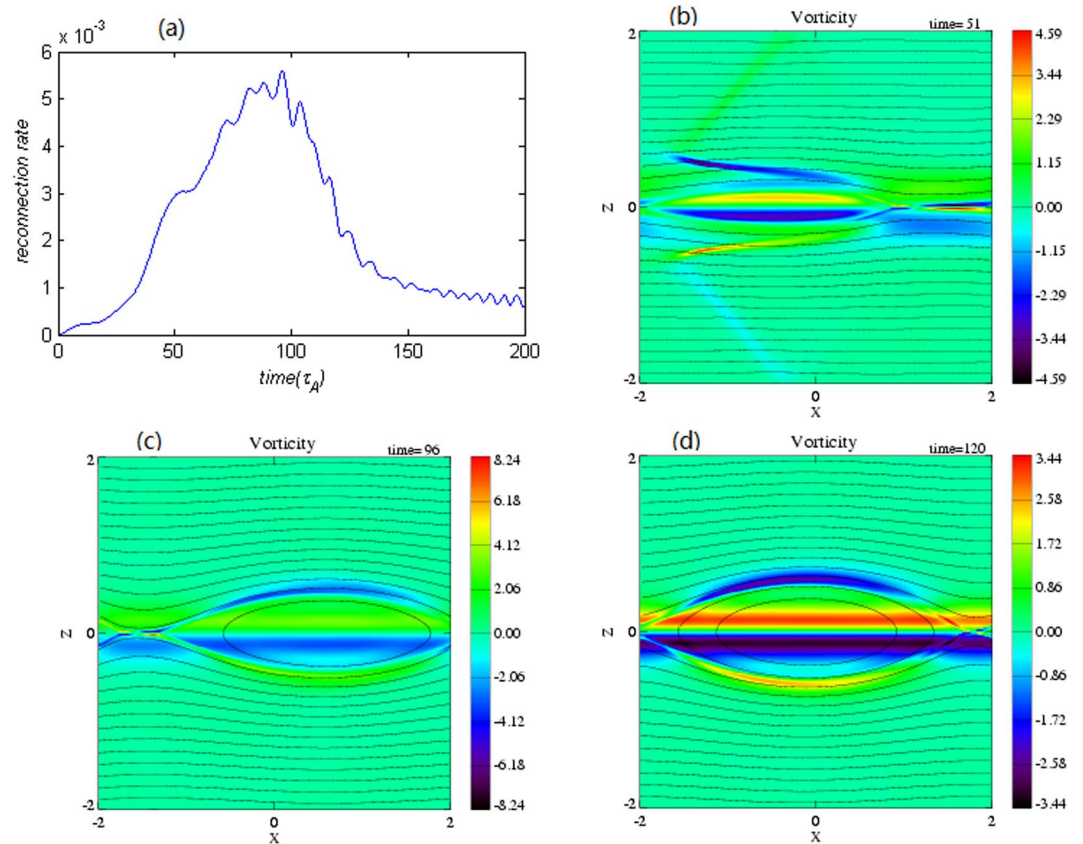 (a)
× 10⁻³
6
5
4
3
2
1
0
reconnection rate
0 50 100 150 200
time(τ_A)
(b)
Vorticity
time= 51
2
0
-2
Z
-2 0 2
X
4.59
3.44
2.29
1.15
0.00
-1.15
-2.29
-3.44
-4.59
(c)
Vorticity
time= 96
2
0
-2
Z
-2 0 2
X
8.24
6.18
4.12
2.06
0.00
-2.06
-4.12
-6.18
-8.24
(d)
Vorticity
time=120
2
0
-2
Z
-2 0 2
X
3.44
2.58
1.72
0.86
0.00
-0.86
-1.72
-2.58
-3.44